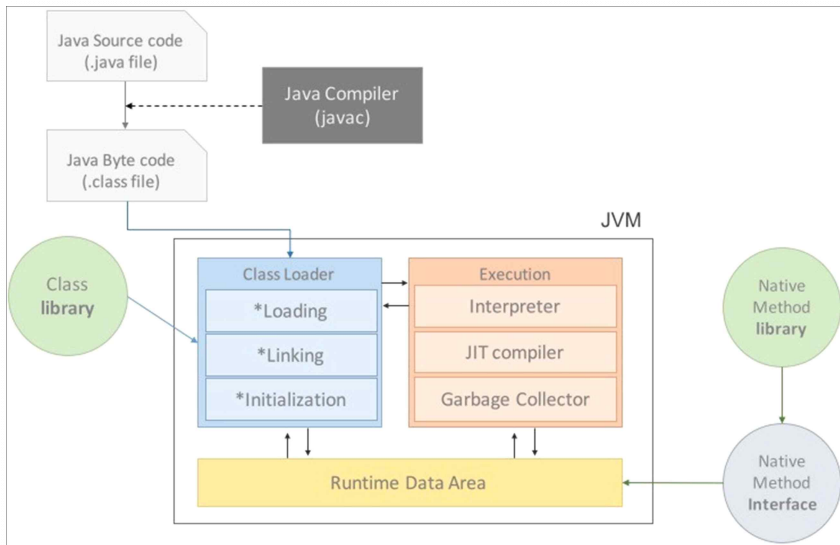 Java Source code
(.java file)
Java Compiler
(javac)
Java Byte code
(.class file)
JVM
Class
library
Class Loader
*Loading
*Linking
*Initialization
Execution
Interpreter
JIT compiler
Garbage Collector
Native
Method
library
Runtime Data Area
Native
Method
Interface